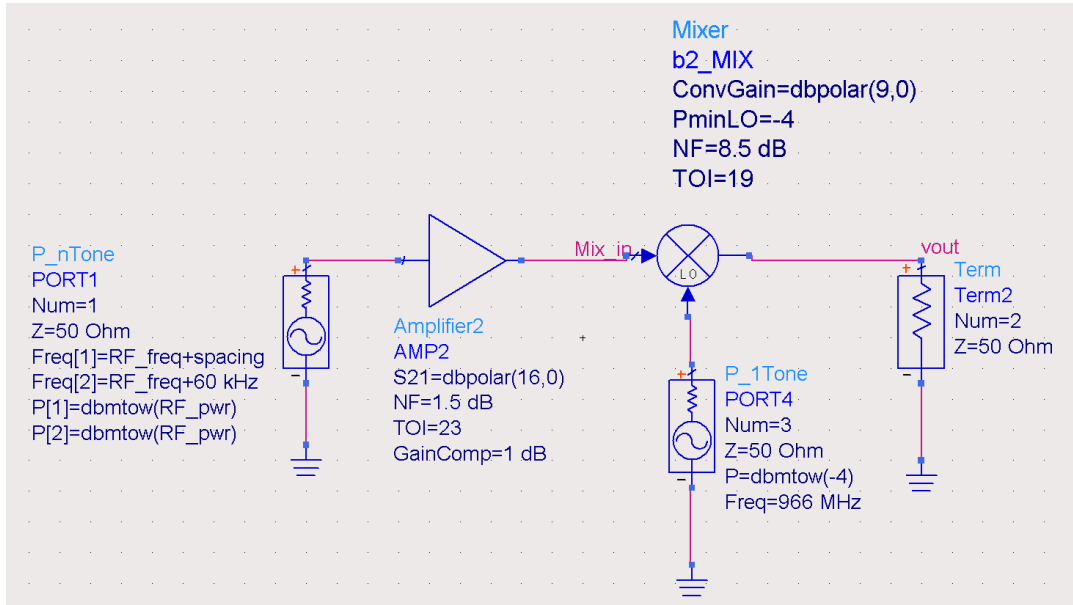 Mixer
b2_MIX
ConvGain=dbpolar(9,0)
PminLO=-4
NF=8.5 dB
TOI=19
P_nTone
PORT1
Num=1
Z=50 Ohm
Freq[1]=RF_freq+spacing
Freq[2]=RF_freq+60 kHz
P[1]=dbmtow(RF_pwr)
P[2]=dbmtow(RF_pwr)
Amplifier2
AMP2
S21=dbpolar(16,0)
NF=1.5 dB
TOI=23
GainComp=1 dB
Mix_in
LO
P_1Tone
PORT4
Num=3
Z=50 Ohm
P=dbmtow(-4)
Freq=966 MHz
vout
Term
Term2
Num=2
Z=50 Ohm